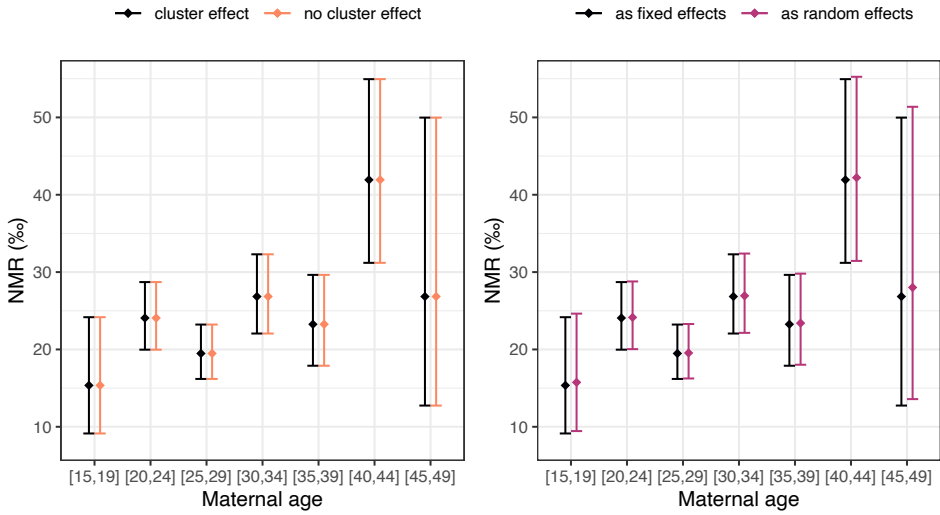 cluster effect no cluster effect
NMR (‰)
50
40
30
20
10
[15,19] [20,24] [25,29] [30,34] [35,39] [40,44] [45,49]
Maternal age
as fixed effects as random effects
NMR (‰)
50
40
30
20
10
[15,19] [20,24] [25,29] [30,34] [35,39] [40,44] [45,49]
Maternal age